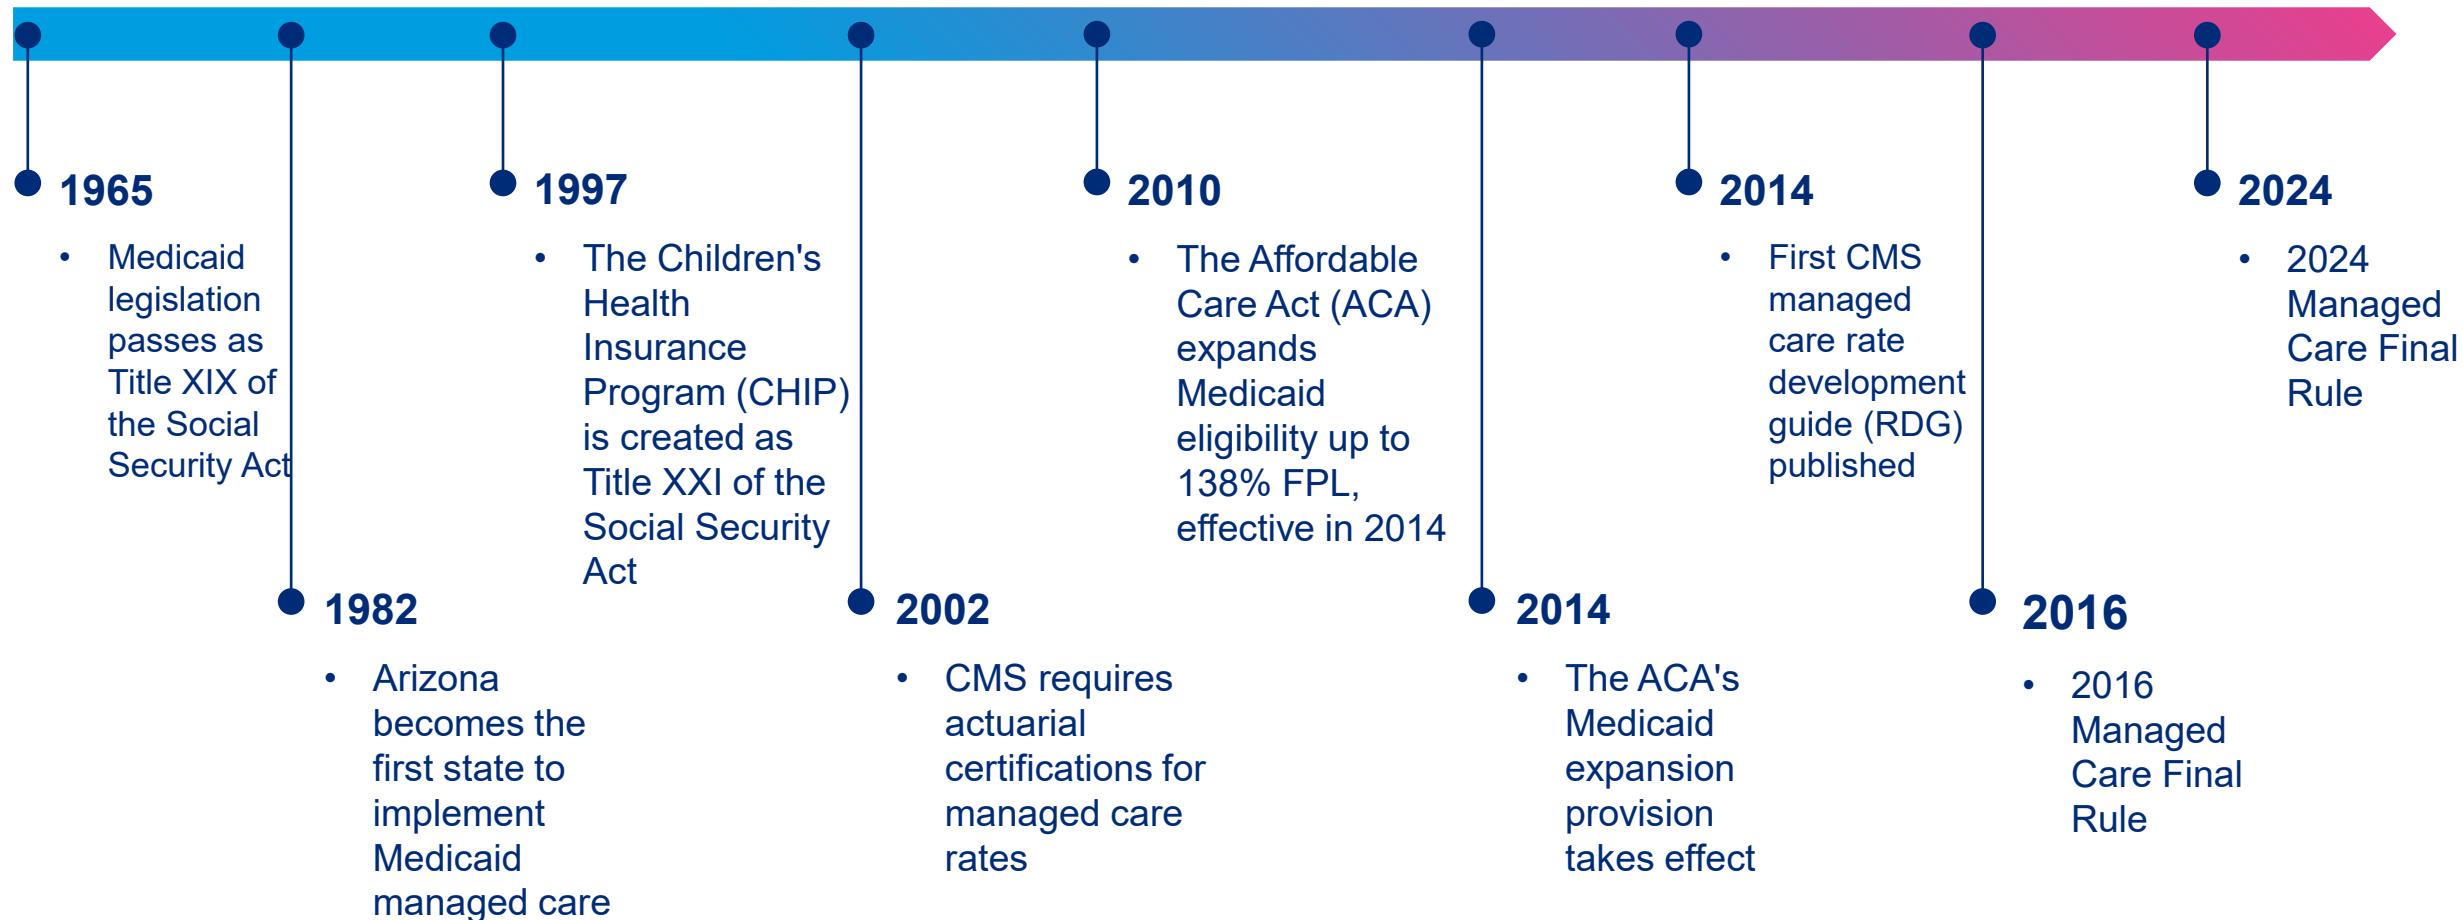 1965
• Medicaid
legislation
passes as
Title XIX of
the Social
Security Act
1982
• Arizona
becomes the
first state to
implement
Medicaid
managed care
1997
• The Children's
Health
Insurance
Program (CHIP)
is created as
Title XXI of the
Social Security
Act
2002
• CMS requires
actuarial
certifications for
managed care
rates
2010
• The Affordable
Care Act (ACA)
expands
Medicaid
eligibility up to
138% FPL,
effective in 2014
2014
• The ACA's
Medicaid
expansion
provision
takes effect
2014
• First CMS
managed
care rate
development
guide (RDG)
published
2016
• 2016
Managed
Care Final
Rule
2024
• 2024
Managed
Care Final
Rule